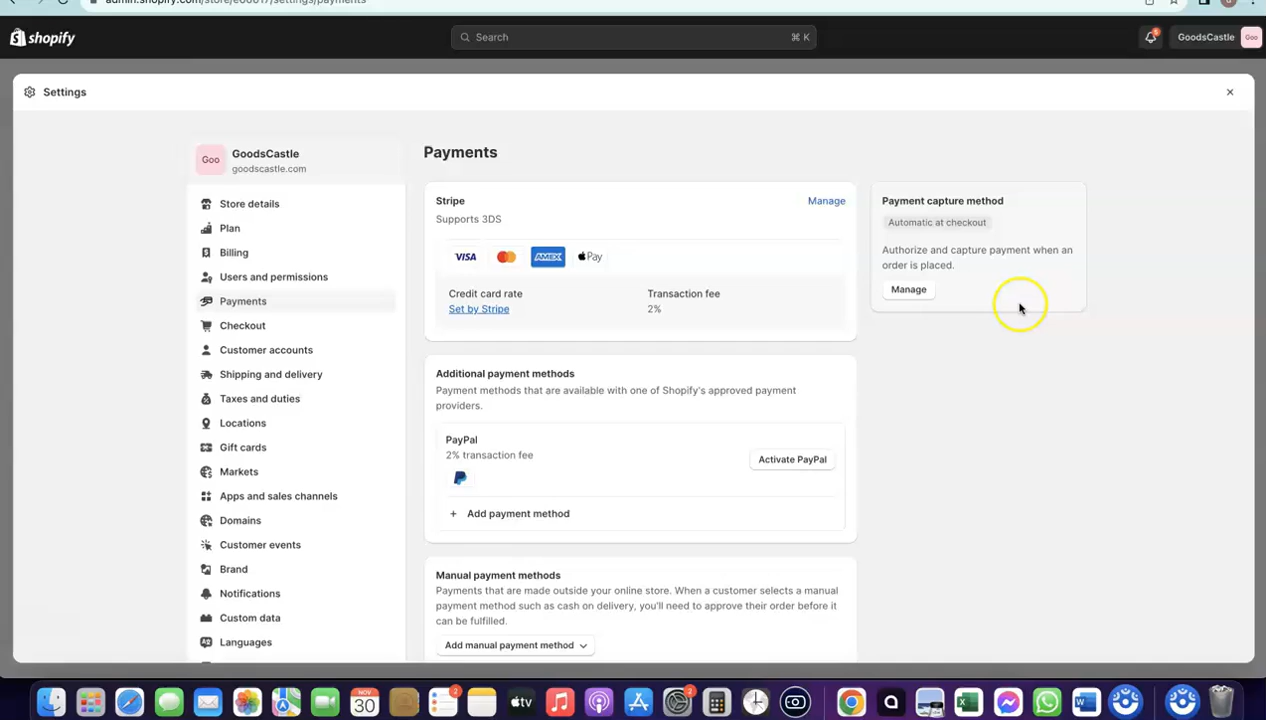 admin.shopify.com/store/e66617/settings/payments
shopify
Search
⌘ K
GoodsCastle
Goo
Settings
Goo
GoodsCastle
goodscastle.com
Store details
Plan
Billing
Users and permissions
Payments
Checkout
Customer accounts
Shipping and delivery
Taxes and duties
Locations
Gift cards
Markets
Apps and sales channels
Domains
Customer events
Brand
Notifications
Custom data
Languages
Payments
Stripe
Manage
Supports 3DS
VISA
AMEX
Pay
Credit card rate
Transaction fee
Set by Stripe
2%
Additional payment methods
Payment methods that are available with one of Shopify's approved payment
providers.
PayPal
2% transaction fee
Activate PayPal
+ Add payment method
Manual payment methods
Payments that are made outside your online store. When a customer selects a manual
payment method such as cash on delivery, you'll need to approve their order before it
can be fulfilled.
Add manual payment method
Payment capture method
Automatic at checkout
Authorize and capture payment when an
order is placed.
Manage
NOV
30
2
tv
2